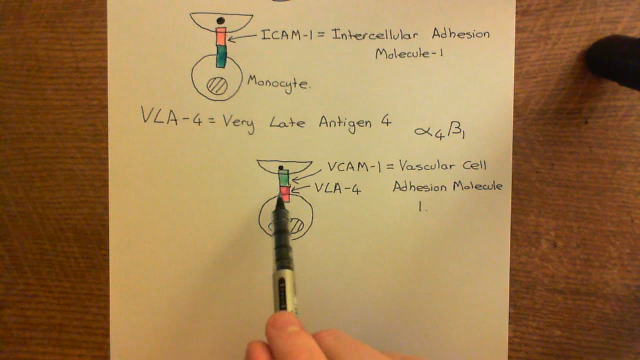 ICAM-1 = Intercellular Adhesion
Molecule-1
Monocyte.
VLA-4 = Very Late Antigen 4 α4β1
VCAM-1 = Vascular Cell
VLA-4 Adhesion Molecule
1.